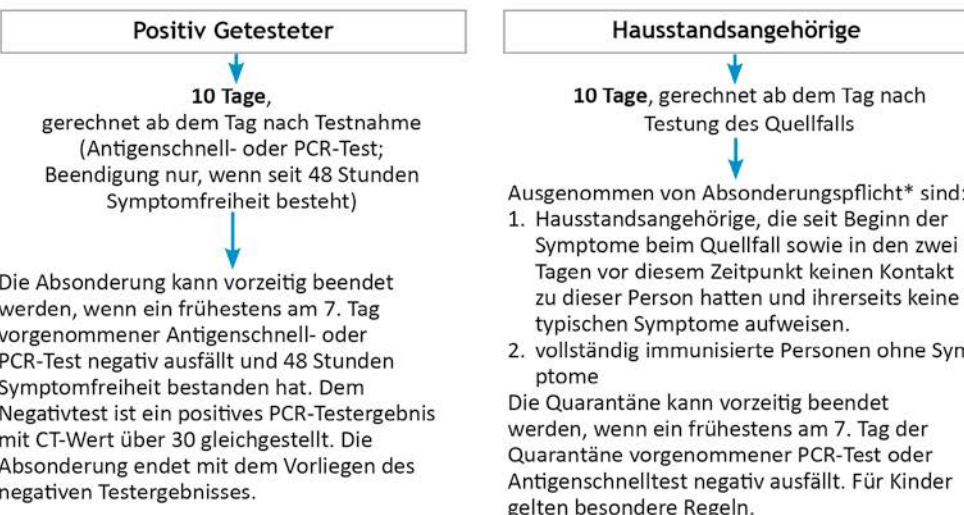 Positiv Getesteter
10 Tage,
gerechnet ab dem Tag nach Testnahme
(Antigenschnell- oder PCR-Test;
Beendigung nur, wenn seit 48 Stunden
Symptomfreiheit besteht)
Die Absonderung kann vorzeitig beendet
werden, wenn ein frühestens am 7. Tag
vorgenommener Antigenschnell- oder
PCR-Test negativ ausfällt und 48 Stunden
Symptomfreiheit bestanden hat. Dem
Negativtest ist ein positives PCR-Testergebnis
mit CT-Wert über 30 gleichgestellt. Die
Absonderung endet mit dem Vorliegen des
negativen Testergebnisses.
Hausstandsangehörige
10 Tage, gerechnet ab dem Tag nach
Testung des Quellfalls
Ausgenommen von Absonderungspflicht* sind:
1. Hausstandsangehörige, die seit Beginn der
Symptome beim Quellfall sowie in den zwei
Tagen vor diesem Zeitpunkt keinen Kontakt
zu dieser Person hatten und ihrerseits keine
typischen Symptome aufweisen.
2. vollständig immunisierte Personen ohne Sym
ptome
Die Quarantäne kann vorzeitig beendet
werden, wenn ein frühestens am 7. Tag der
Quarantäne vorgenommener PCR-Test oder
Antigenschnelltest negativ ausfällt. Für Kinder
gelten besondere Regeln.